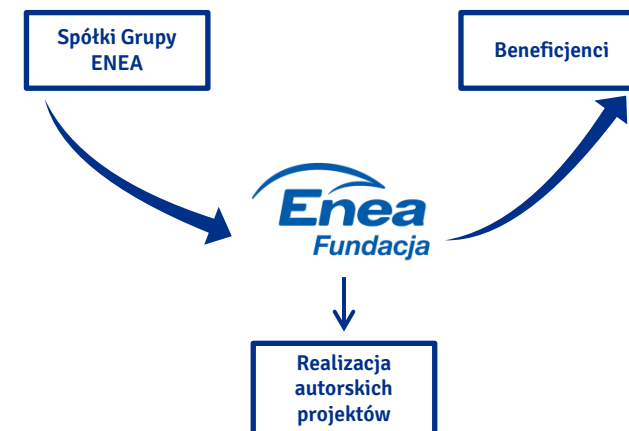 Spółki Grupy
ENEA
Beneficjenci
Enea
Fundacja
Realizacja
autorskich
projektów